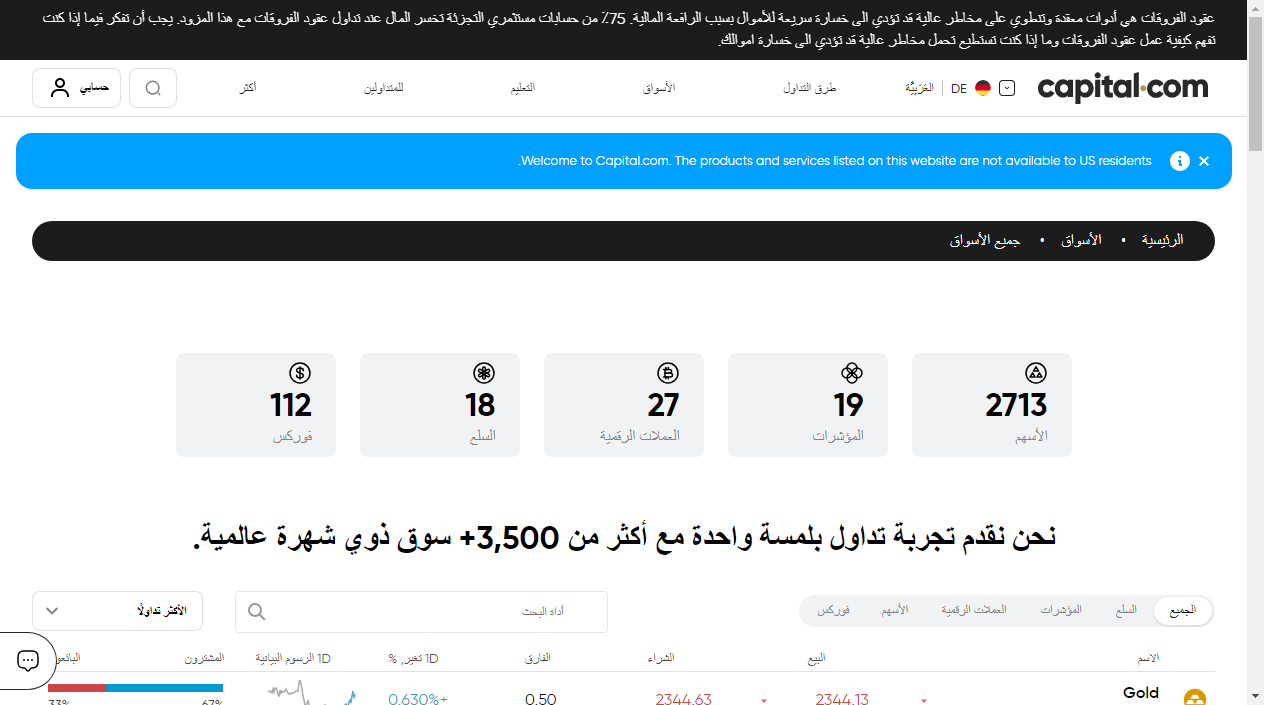 عقود الفروقات هي أدوات معقدة وتنطوي على مخاطر عالية قد تؤدي الى خسارة سريعة للأموال بسبب الرافعة المالية. 75٪ من حسابات مستثمري التجزئة تخسر المال عند تداول عقود الفروقات مع هذا المزود. يجب أن تفكر فيما إذا كنت
تفهم كيفية عمل عقود الفروقات وما إذا كنت تستطيع تحمل مخاطر عالية قد تؤدي الى خسارة اموالك.
capital.com
DE العَرَبِيَّة
طرق التداول
الأسواق
التعليم
للمتداولين
أكثر
حسابي
Welcome to Capital.com. The products and services listed on this website are not available to US residents.
الرئيسية • الأسواق • جميع الأسواق
2713
الأسهم
19
المؤشرات
27
العملات الرقمية
18
السلع
112
فوركس
نحن نقدم تجربة تداول بلمسة واحدة مع أكثر من 3,500+ سوق ذوي شهرة عالمية.
الجميع السلع المؤشرات العملات الرقمية الأسهم فوركس
أداة البحث
الأكثر تداولًا
الاسم البيع الشراء الفارق 1D تغير, % 1D الرسوم البيانية المشترون
Gold 2344.13 2344.63 0.50 +0.630% 67% 33%